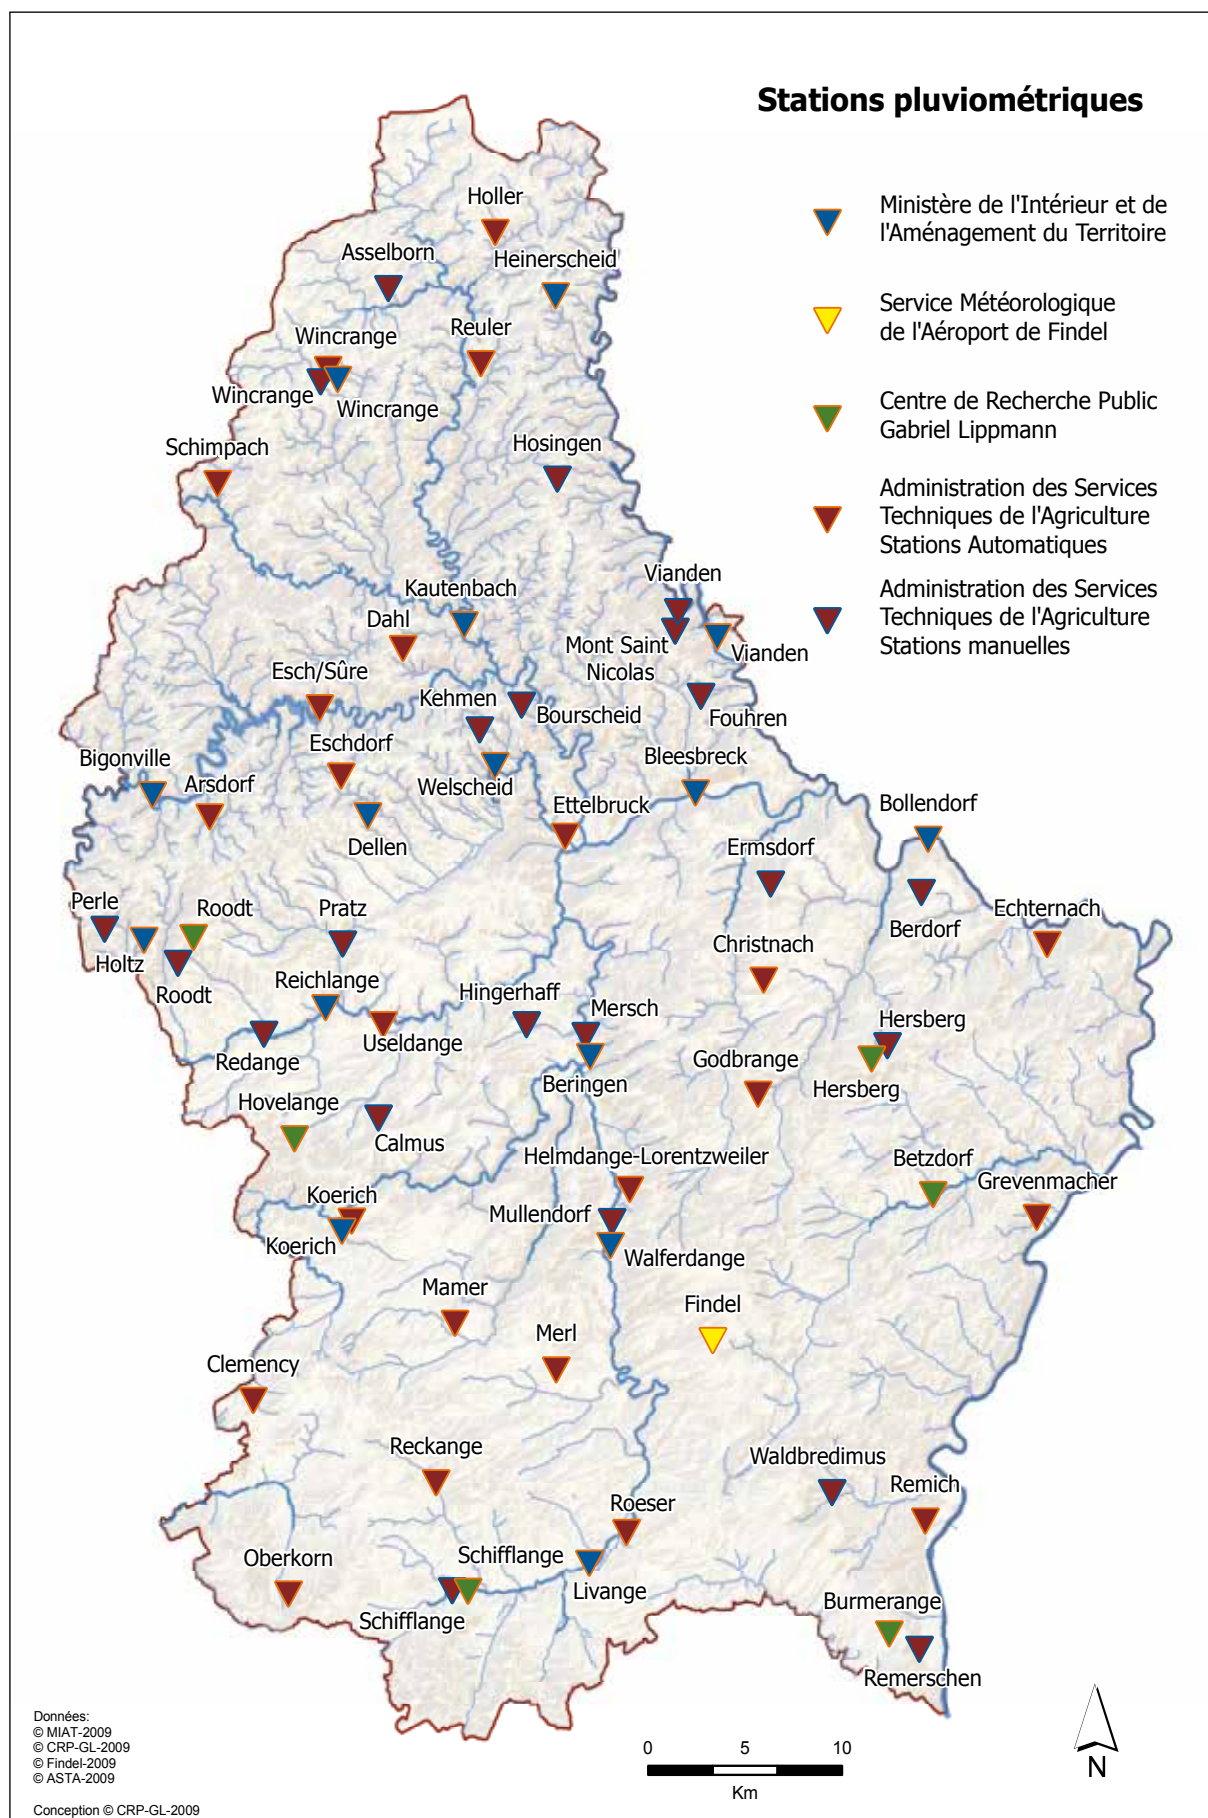 Stations pluviométriques
Ministère de l'Intérieur et de
l'Aménagement du Territoire
Service Météorologique
de l'Aéroport de Findel
Centre de Recherche Public
Gabriel Lippmann
Administration des Services
Techniques de l'Agriculture
Stations Automatiques
Administration des Services
Techniques de l'Agriculture
Stations manuelles
Holler
Asselborn
Heinerscheid
Wincrange
Reuler
Wincrange
Wincrange
Schimpach
Hosingen
Vianden
Kautenbach
Dahl
Mont Saint
Nicolas
Vianden
Esch/Sûre
Kehmen
Bourscheid
Fouhren
Eschdorf
Bigonville
Arsdorf
Welscheid
Bleesbreck
Ettelbruck
Bollendorf
Dellen
Ermsdorf
Perle
Roodt
Pratz
Berdorf
Echternach
Christnach
Holtz
Roodt
Reichlange
Hingerhaff
Mersch
Hersberg
Useldange
Redange
Godbrange
Beringen
Hersberg
Hovelange
Calmus
Helmdange-Lorentzweiler
Betzdorf
Grevenmacher
Koerich
Mullendorf
Koerich
Walferdange
Mamer
Findel
Merl
Clemency
Reckange
Waldbredimus
Remich
Roeser
Oberkorn
Schifflange
Livange
Schifflange
Burmerange
Remerschen
Données:
© MIAT-2009
© CRP-GL-2009
© Findel-2009
© ASTA-2009
Conception © CRP-GL-2009
0 5 10
Km
N